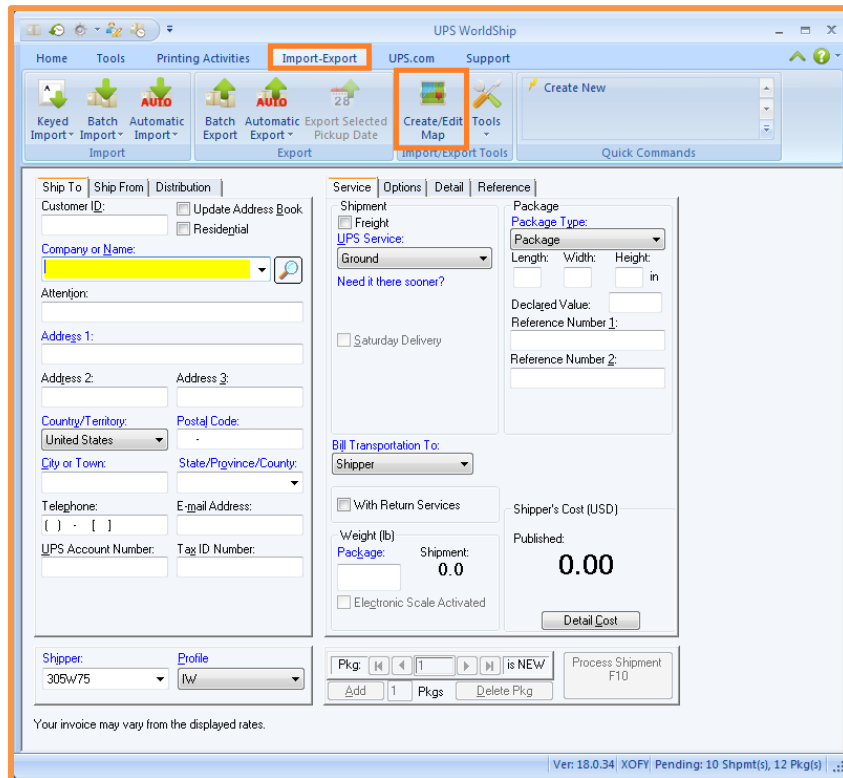 UPS WorldShip
Home Tools Printing Activities Import-Export UPS.com Support
Keyed Import Batch Import Automatic Import Batch Export Automatic Export Export Selected Pickup Date Create/Edit Map Tools Create New
AUTO AUTO 28
Import Export Import/Export Tools Quick Commands
Ship To Ship From Distribution
Customer ID: Update Address Book
Residential
Company or Name:
Attention:
Address 1:
Address 2: Address 3:
Country/Territory: Postal Code:
United States -
City or Town: State/Province/County:
Telephone: E-mail Address:
( ) - [ ]
UPS Account Number: Tax ID Number:
Service Options Detail Reference
Shipment
Freight
UPS Service:
Ground
Need it there sooner?
Saturday Delivery
Package
Package Type:
Package
Length: Width: Height:
in
Declared Value:
Reference Number 1:
Reference Number 2:
Bill Transportation To:
Shipper
With Return Services
Weight (lb)
Package: Shipment:
0.0
Electronic Scale Activated
Shipper's Cost (USD)
Published:
0.00
Detail Cost
Shipper: Profile
305W75 IW
Pkg: 1 is NEW
Add 1 Pkgs Delete Pkg
Process Shipment
F10
Your invoice may vary from the displayed rates.
Ver: 18.0.34 XOFY Pending: 10 Shpmt(s), 12 Pkg(s)